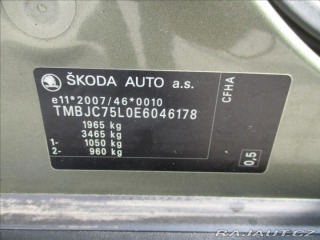 ŠKODA AUTO a.s.
e11*2007/46*0010
TMBJC75L0E6046178
1965 kg
3465 kg
1- 1050 kg
2- 960 kg
CFHA
0,5
RAJAUT.CZ